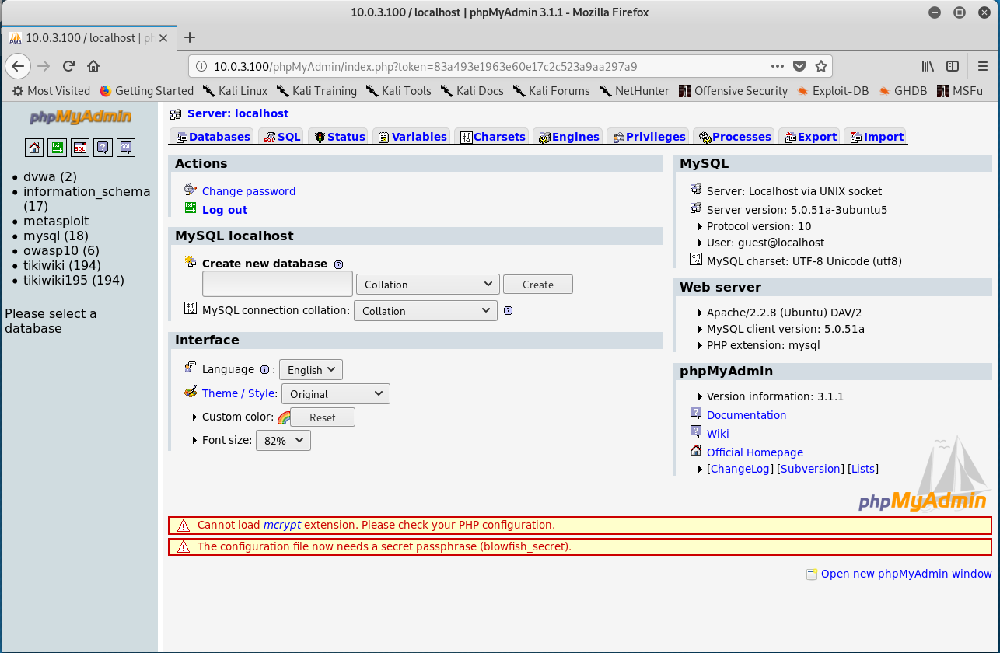 10.0.3.100 / localhost | phpMyAdmin 3.1.1 - Mozilla Firefox
10.0.3.100 / localhost | ph
10.0.3.100/phpMyAdmin/index.php?token=83a493e1963e60e17c2c523a9aa297a9
Most Visited Getting Started Kali Linux Kali Training Kali Tools Kali Docs Kali Forums NetHunter Offensive Security Exploit-DB GHDB MSFu
phpMyAdmin
dvwa (2)
information_schema
(17)
metasploit
mysql (18)
owasp10 (6)
tikiwiki (194)
tikiwiki195 (194)
Please select a
database
Server: localhost
Databases SQL Status Variables Charsets Engines Privileges Processes Export Import
Actions
Change password
Log out
MySQL localhost
Create new database
Collation Create
MySQL connection collation: Collation
Interface
Language : English
Theme / Style: Original
Custom color: Reset
Font size: 82%
MySQL
Server: Localhost via UNIX socket
Server version: 5.0.51a-3ubuntu5
Protocol version: 10
User: guest@localhost
MySQL charset: UTF-8 Unicode (utf8)
Web server
Apache/2.2.8 (Ubuntu) DAV/2
MySQL client version: 5.0.51a
PHP extension: mysql
phpMyAdmin
Version information: 3.1.1
Documentation
Wiki
Official Homepage
[ChangeLog] [Subversion] [Lists]
phpMyAdmin
Cannot load mcrypt extension. Please check your PHP configuration.
The configuration file now needs a secret passphrase (blowfish_secret).
Open new phpMyAdmin window